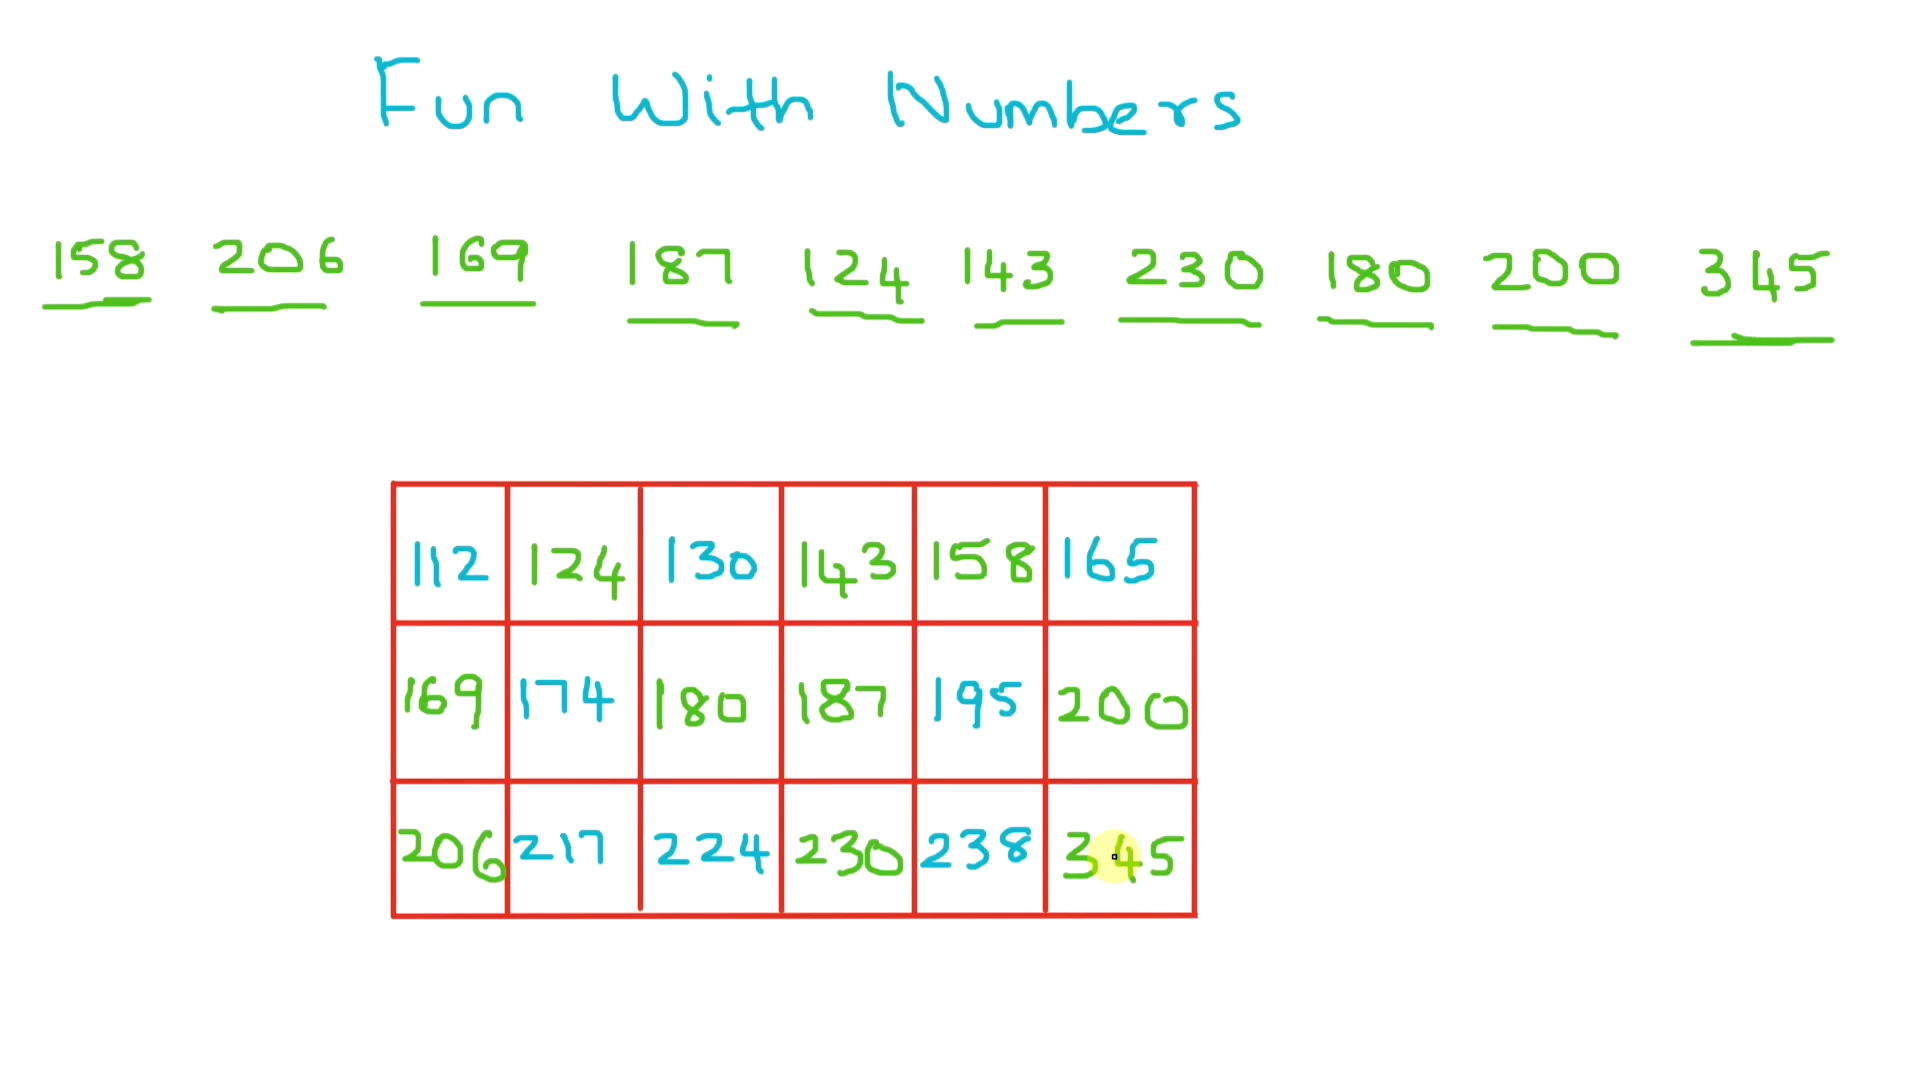 Fun With Numbers
158 206 169 187 124 143 230 180 200 345
112 124 130 143 158 165
169 174 180 187 195 200
206 217 224 230 238 345